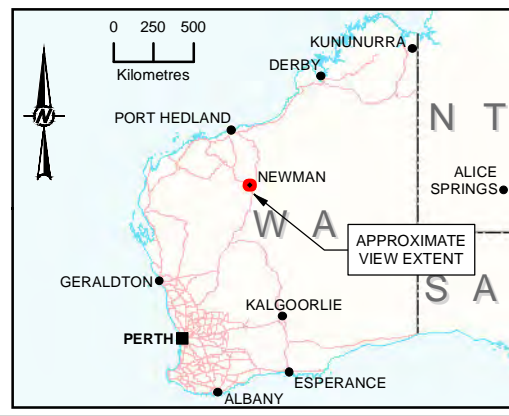 0 250 500
Kilometres
N
KUNUNURRA
DERBY
PORT HEDLAND
N T
NEWMAN
ALICE
SPRINGS
W A
APPROXIMATE
VIEW EXTENT
GERALDTON
S A
KALGOORLIE
PERTH
ESPERANCE
ALBANY